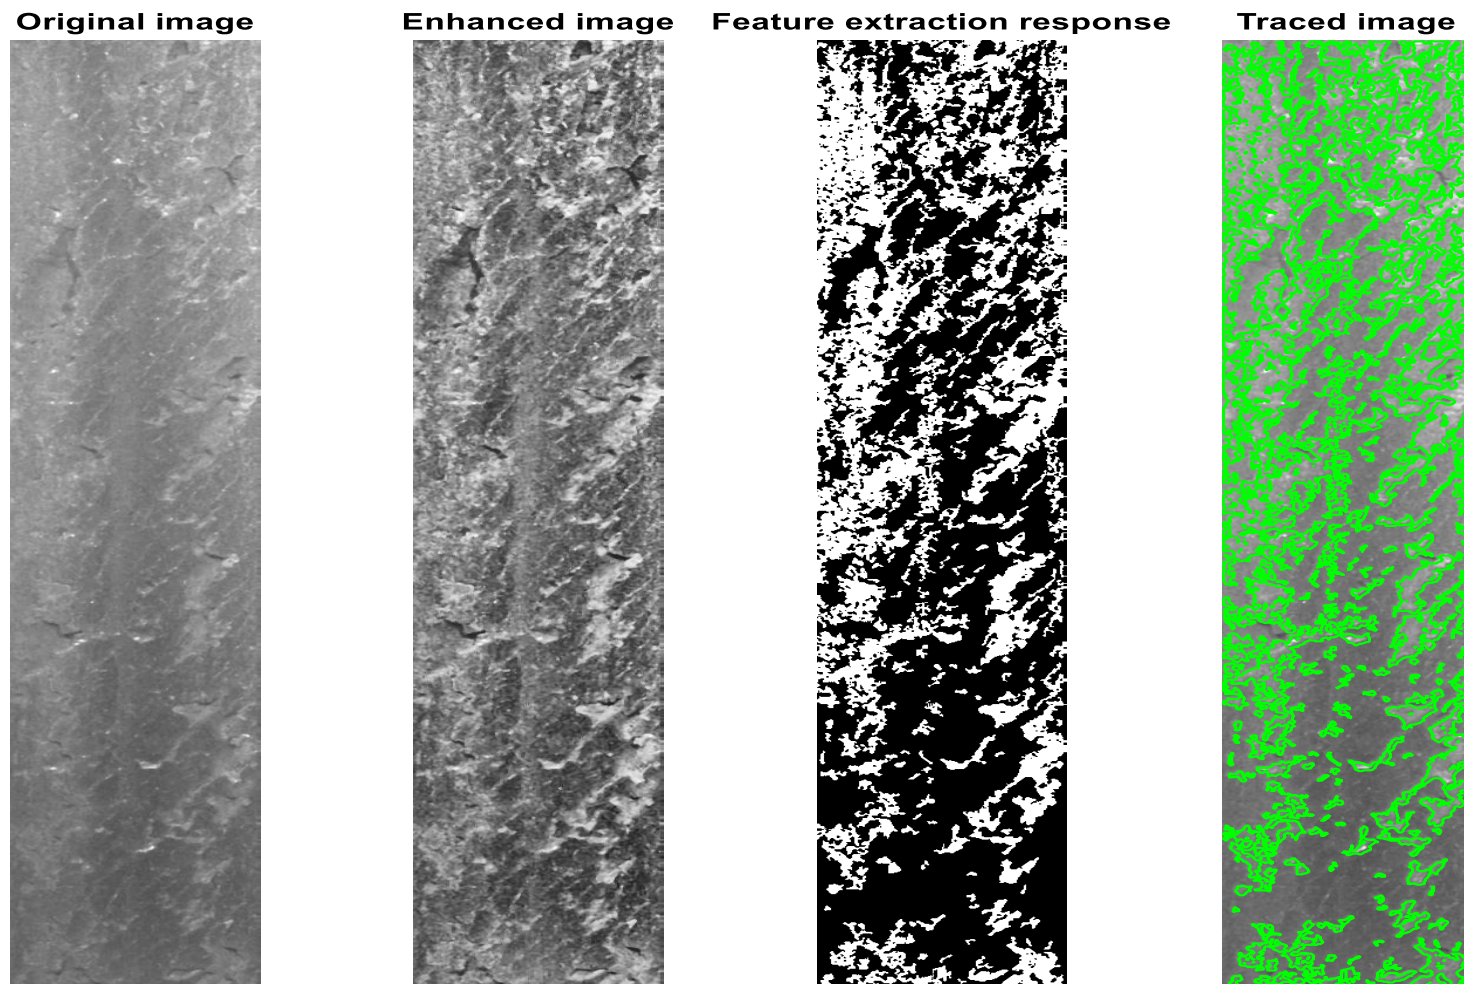 Original image
Enhanced image
Feature extraction response
Traced image